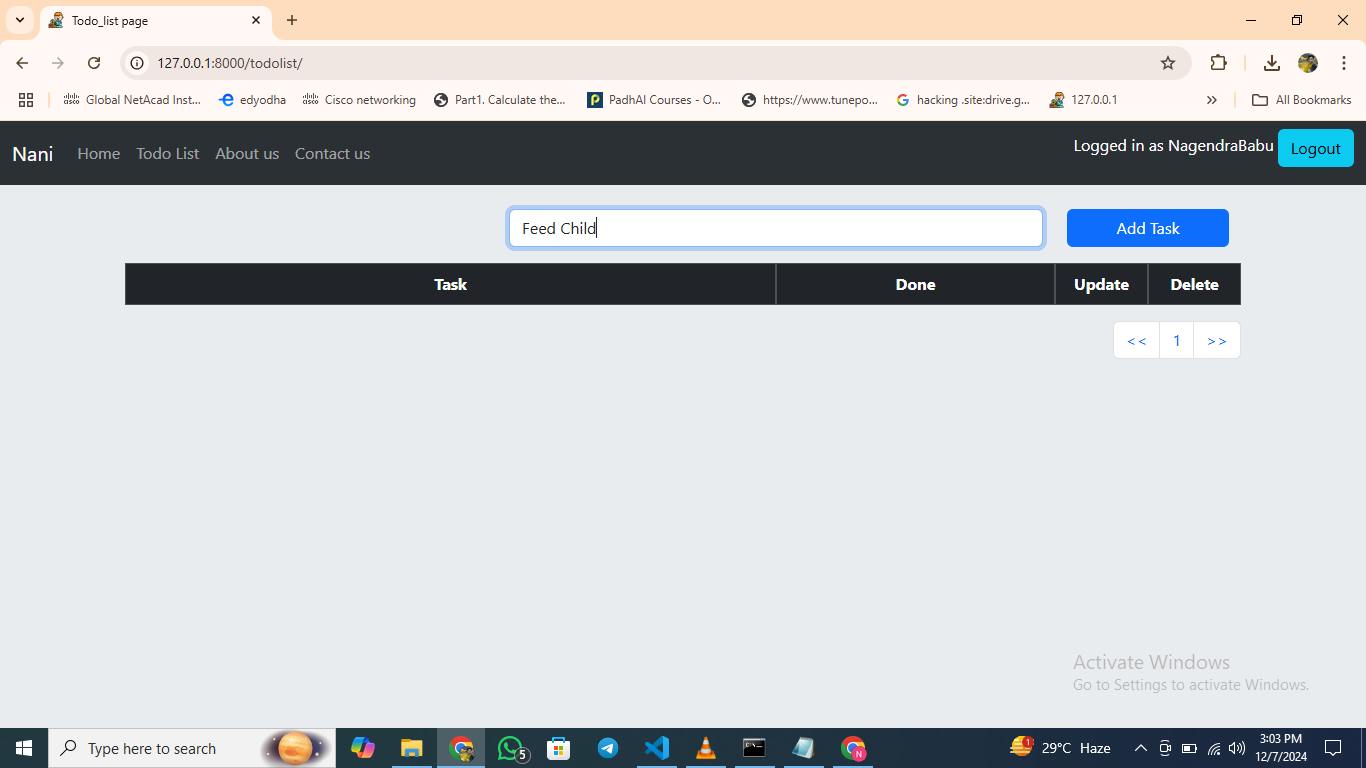 Todo_list page
127.0.0.1:8000/todolist/
Global NetAcad Inst...
edyodha
Cisco networking
Part1. Calculate the...
PadhAI Courses - O...
https://www.tunepo...
hacking .site:drive.g...
127.0.0.1
All Bookmarks
Nani
Home
Todo List
About us
Contact us
Logged in as NagendraBabu
Logout
Feed Child
Add Task
Task
Done
Update
Delete
<<
1
>>
Activate Windows
Go to Settings to activate Windows.
Type here to search
5
N
1
29°C Haze
3:03 PM
12/7/2024